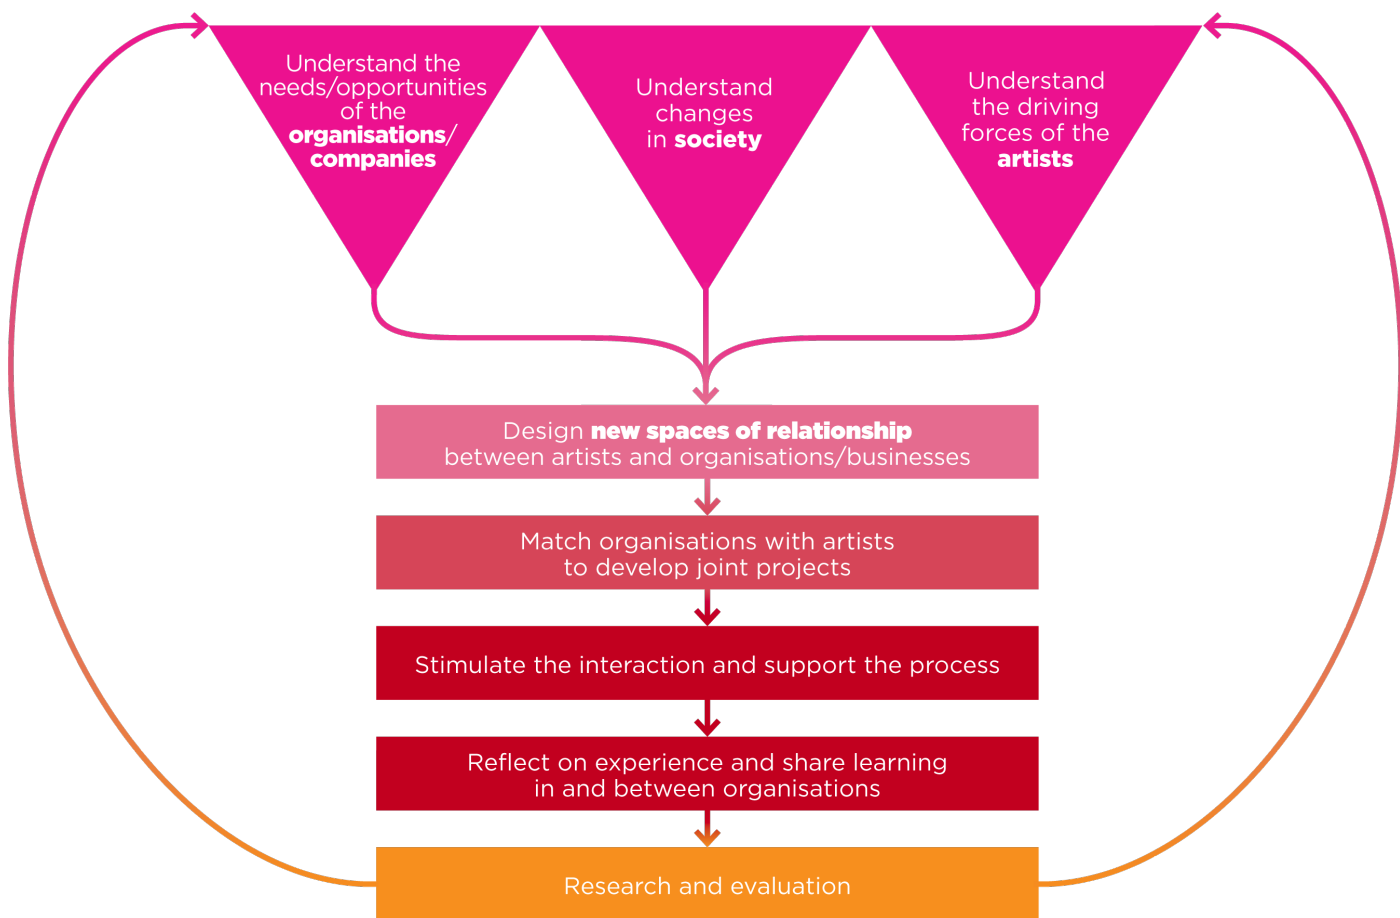 Understand the
needs/opportunities
of the
organisations/
companies
Understand
changes
in society
Understand
the driving
forces of the
artists
Design new spaces of relationship
between artists and organisations/businesses
Match organisations with artists
to develop joint projects
Stimulate the interaction and support the process
Reflect on experience and share learning
in and between organisations
Research and evaluation